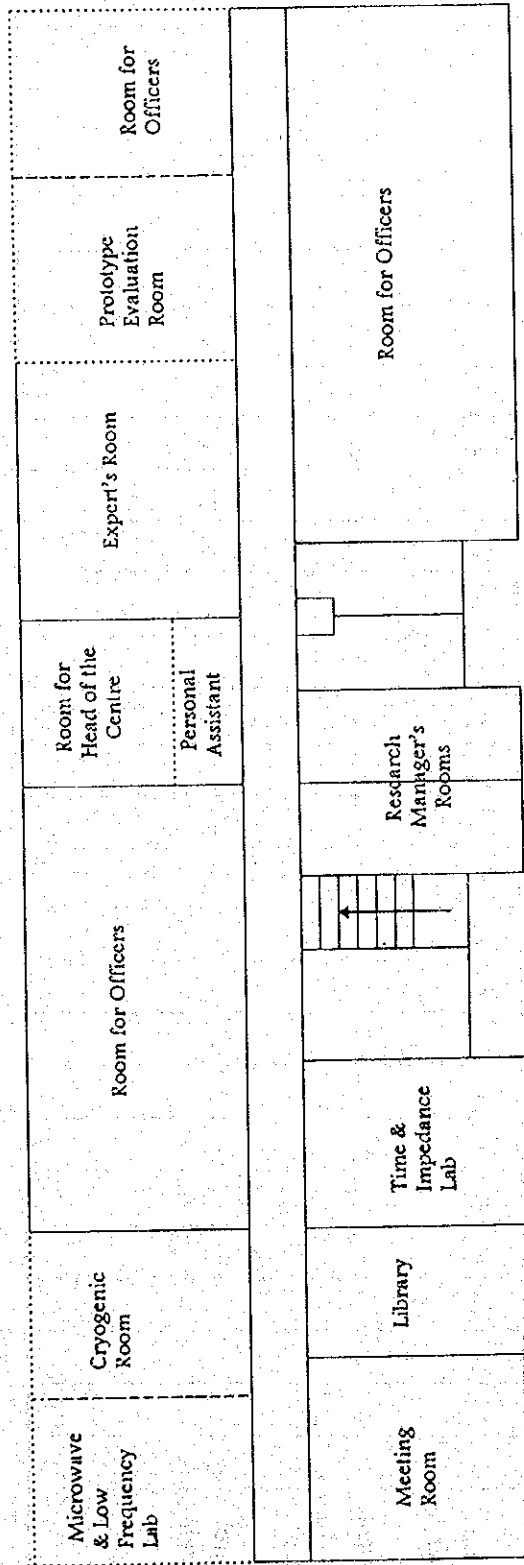 Microwave
& Low
Frequency
Lab
Cryogenic
Room
Room for Officers
Room for
Head of the
Centre
Personal
Assistant
Expert's Room
Prototype
Evaluation
Room
Room for
Officers
Meeting
Room
Library
Time &
Impedance
Lab
Research
Manager's
Rooms
Room for Officers